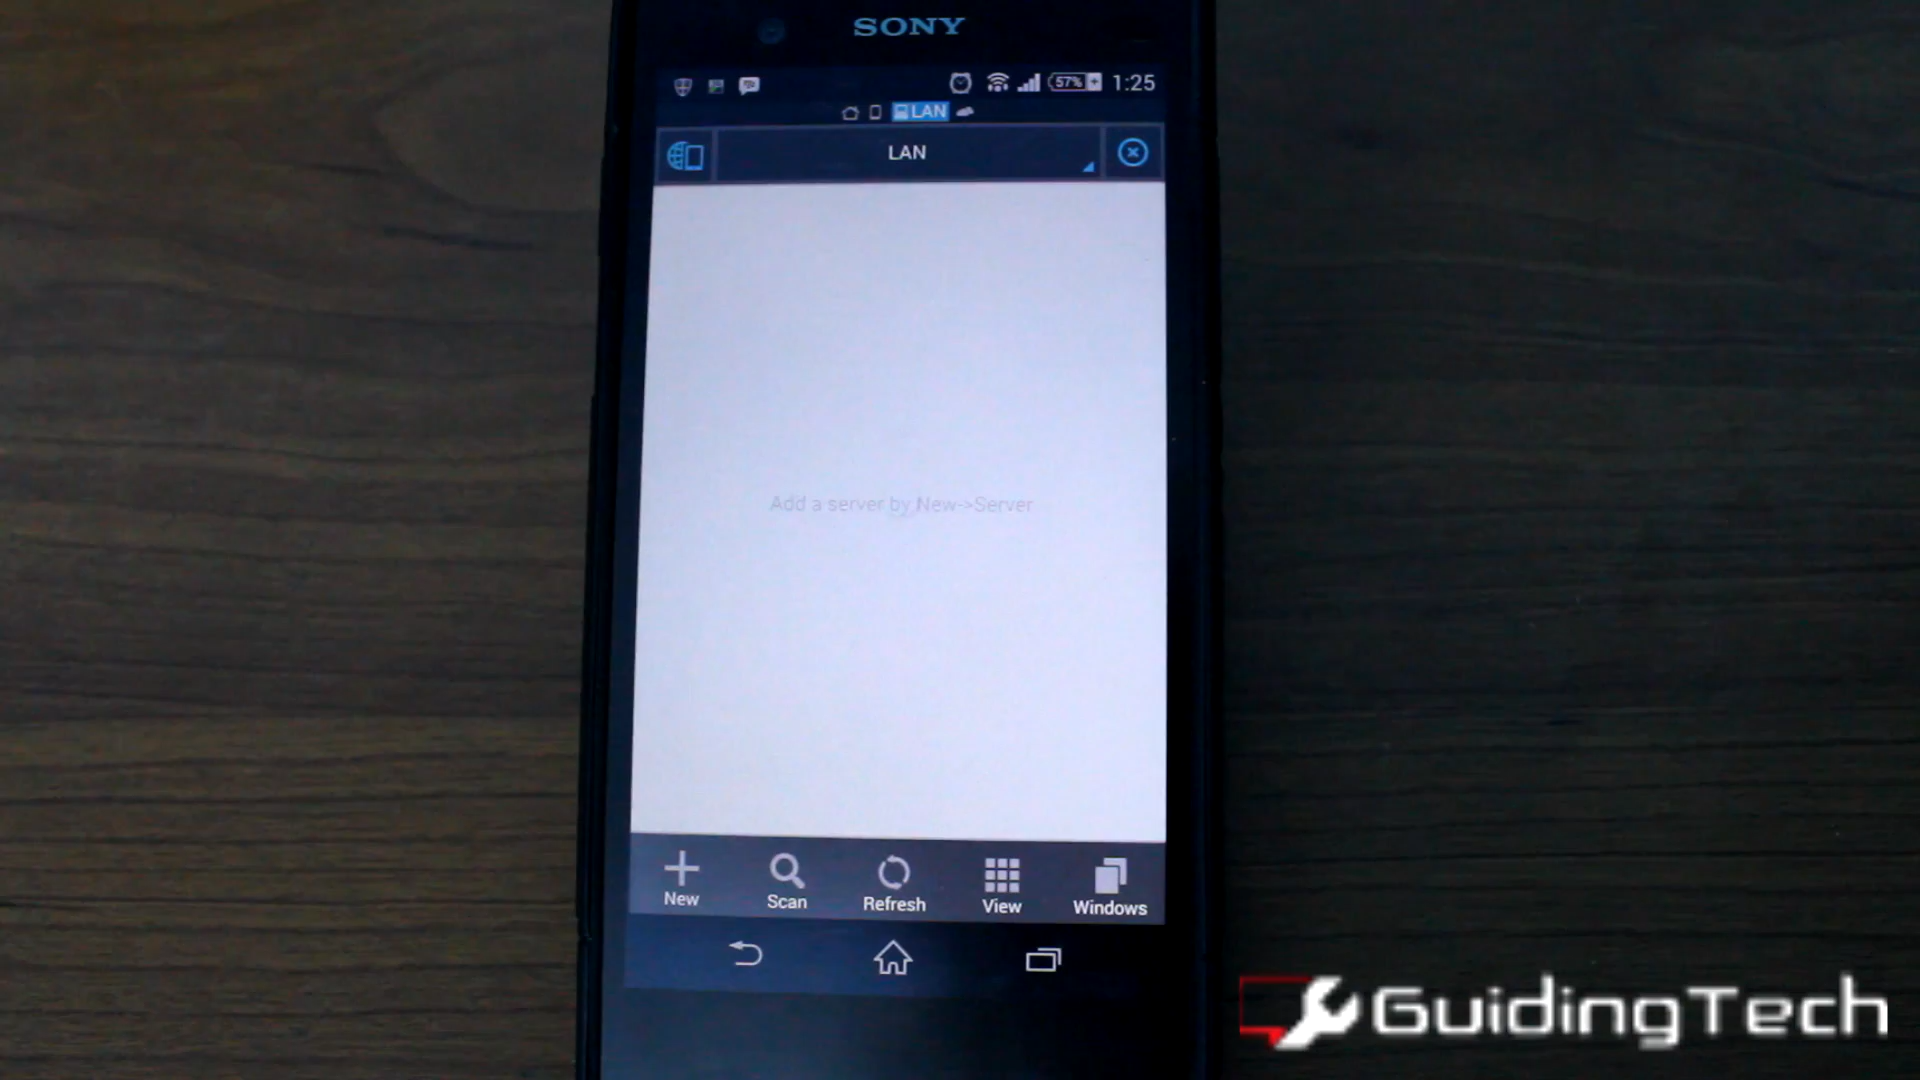 SONY
57% 1:25
LAN
LAN
Add a server by New->Server
New Scan Refresh View Windows
GuidingTech